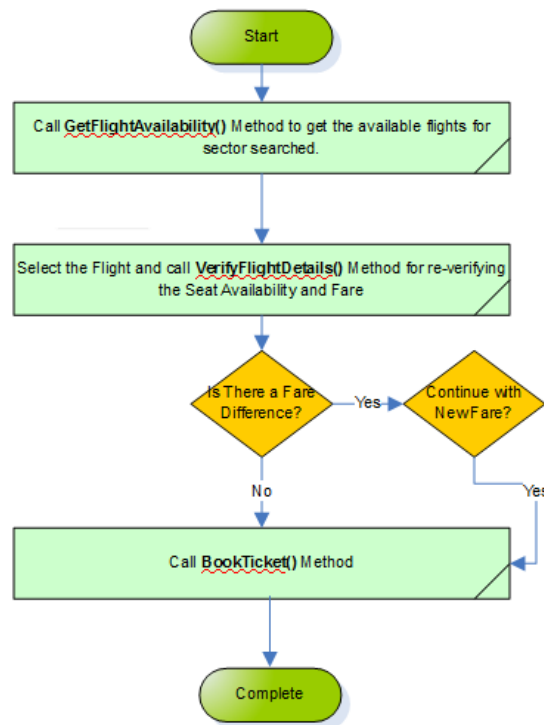 Start
Call GetFlightAvailability() Method to get the available flights for
sector searched.
Select the Flight and call VerifyFlightDetails() Method for re-verifying
the Seat Availability and Fare
Is There a Fare
Difference?
Yes
Continue with
NewFare?
No
Yes
Call BookTicket() Method
Complete